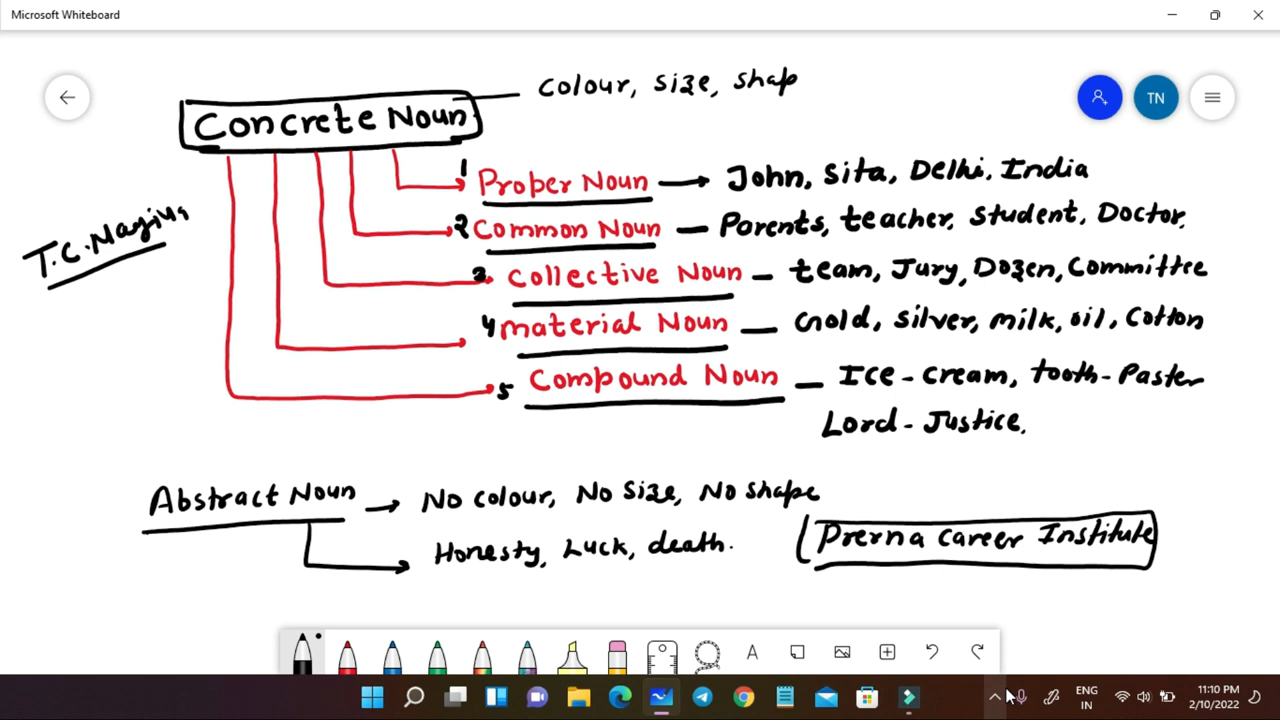 Microsoft Whiteboard
Colour, size, shap
Concrete Noun
TN
1 Proper Noun → John, Sita, Delhi, India
2 Common Noun – Parents, teacher, Student, Doctor,
3 Collective Noun – team, Jury, Dozen, Committee
T.C.
4 material Noun – Gold, silver, milk, oil, Cotton
5 Compound Noun – Ice-cream, tooth-Paster
Lord-Justice.
Abstract Noun → No colour, No Size, No shape
Honesty, Luck, death.
Prerna career Institute
A
ENG
IN
11:10 PM
2/10/2022